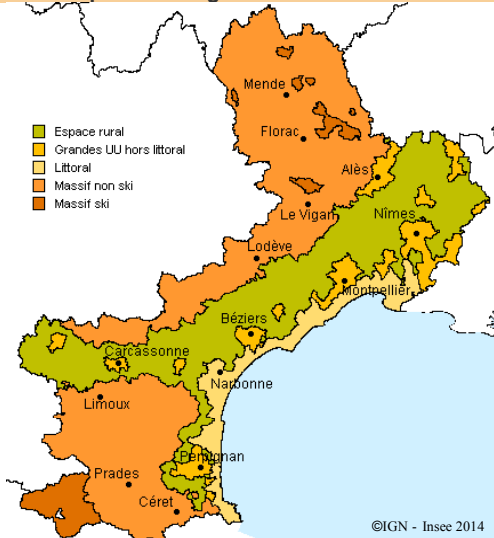 Mende
Espace rural
Florac
Grandes UU hors littoral
Littoral
Massif non ski
Alès
Massif ski
Le Vigan
Nîmes
Lodève
Montpellier
Béziers
Carcassonne
Narbonne
Limoux
Perpignan
Prades
Céret
©IGN - Insee 2014